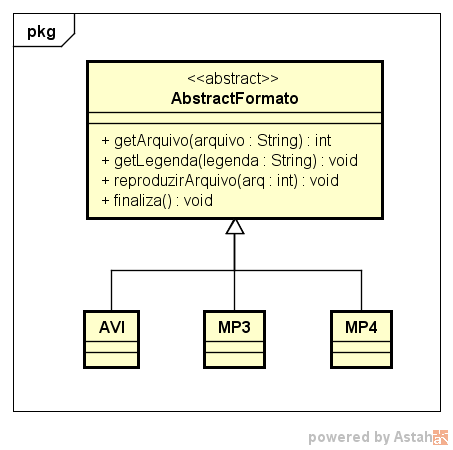 pkg
<<abstract>>
AbstractFormato
+ getArquivo(arquivo : String) : int
+ getLegenda(legenda : String) : void
+ reproduzirArquivo(arq : int) : void
+ finaliza() : void
AVI
MP3
MP4
powered by Astah